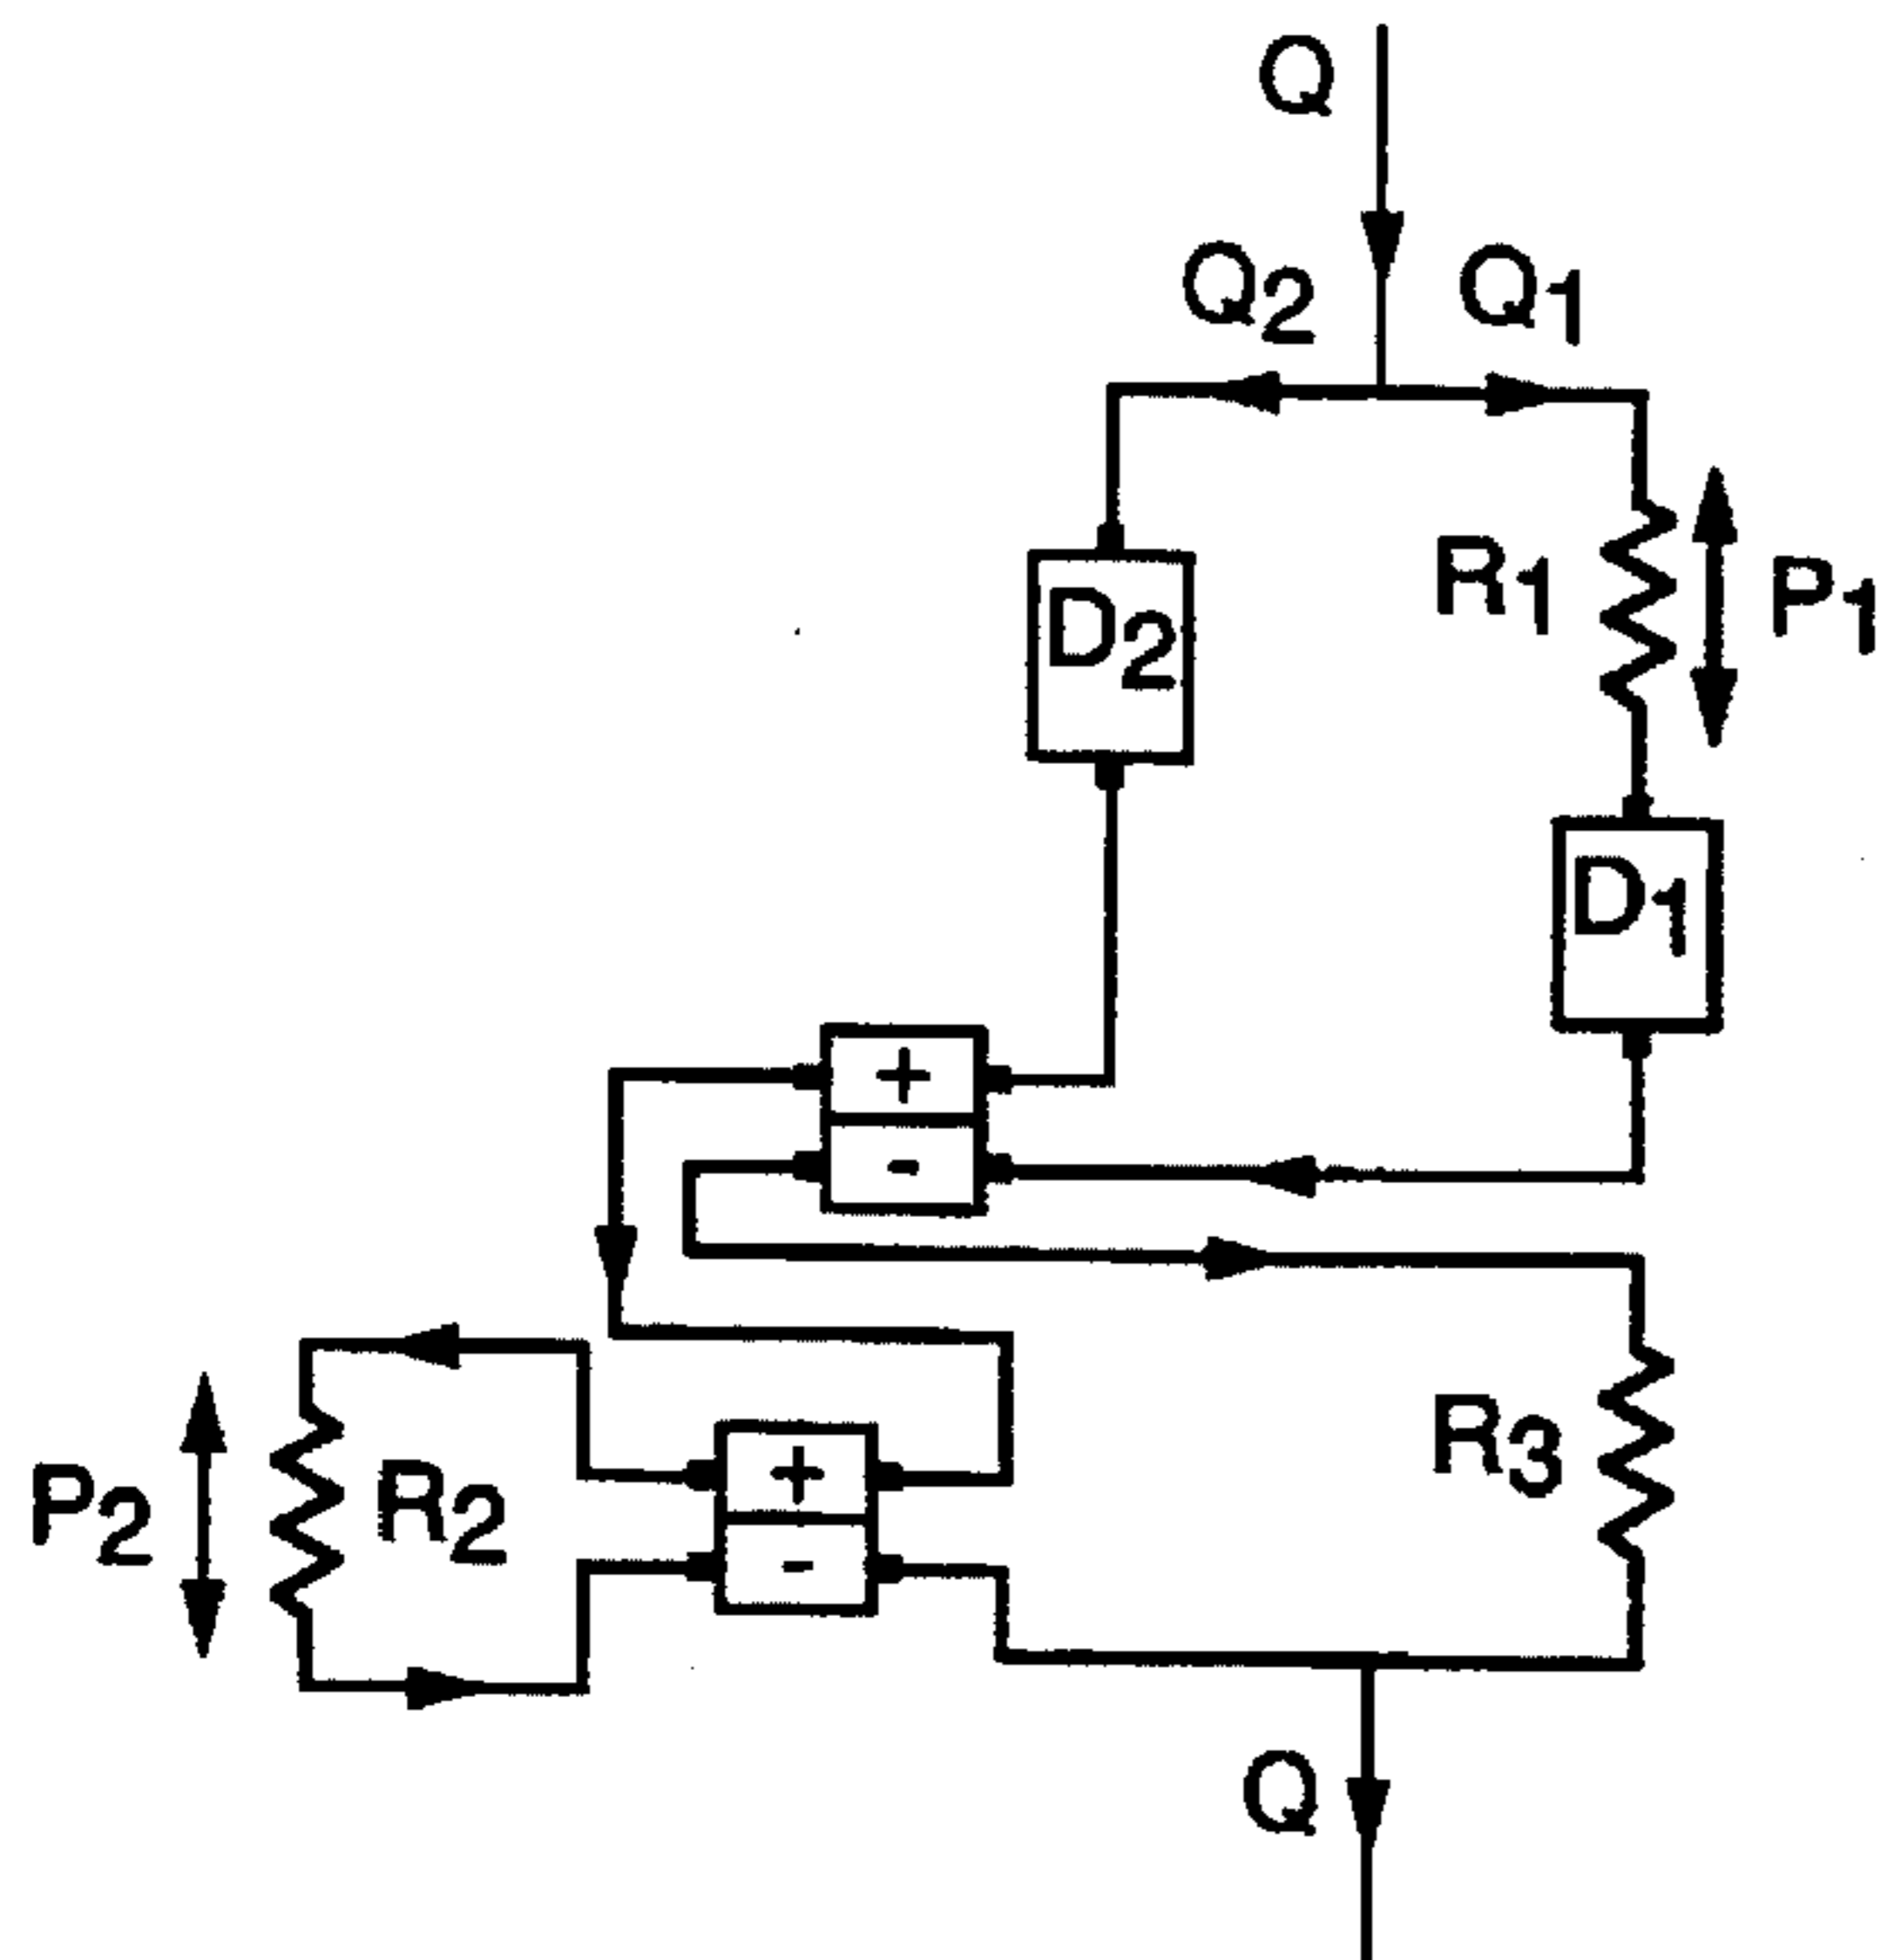 Q
Q2 Q1
D2
R1
P1
D1
+
-
P2
R2
+
-
R3
Q